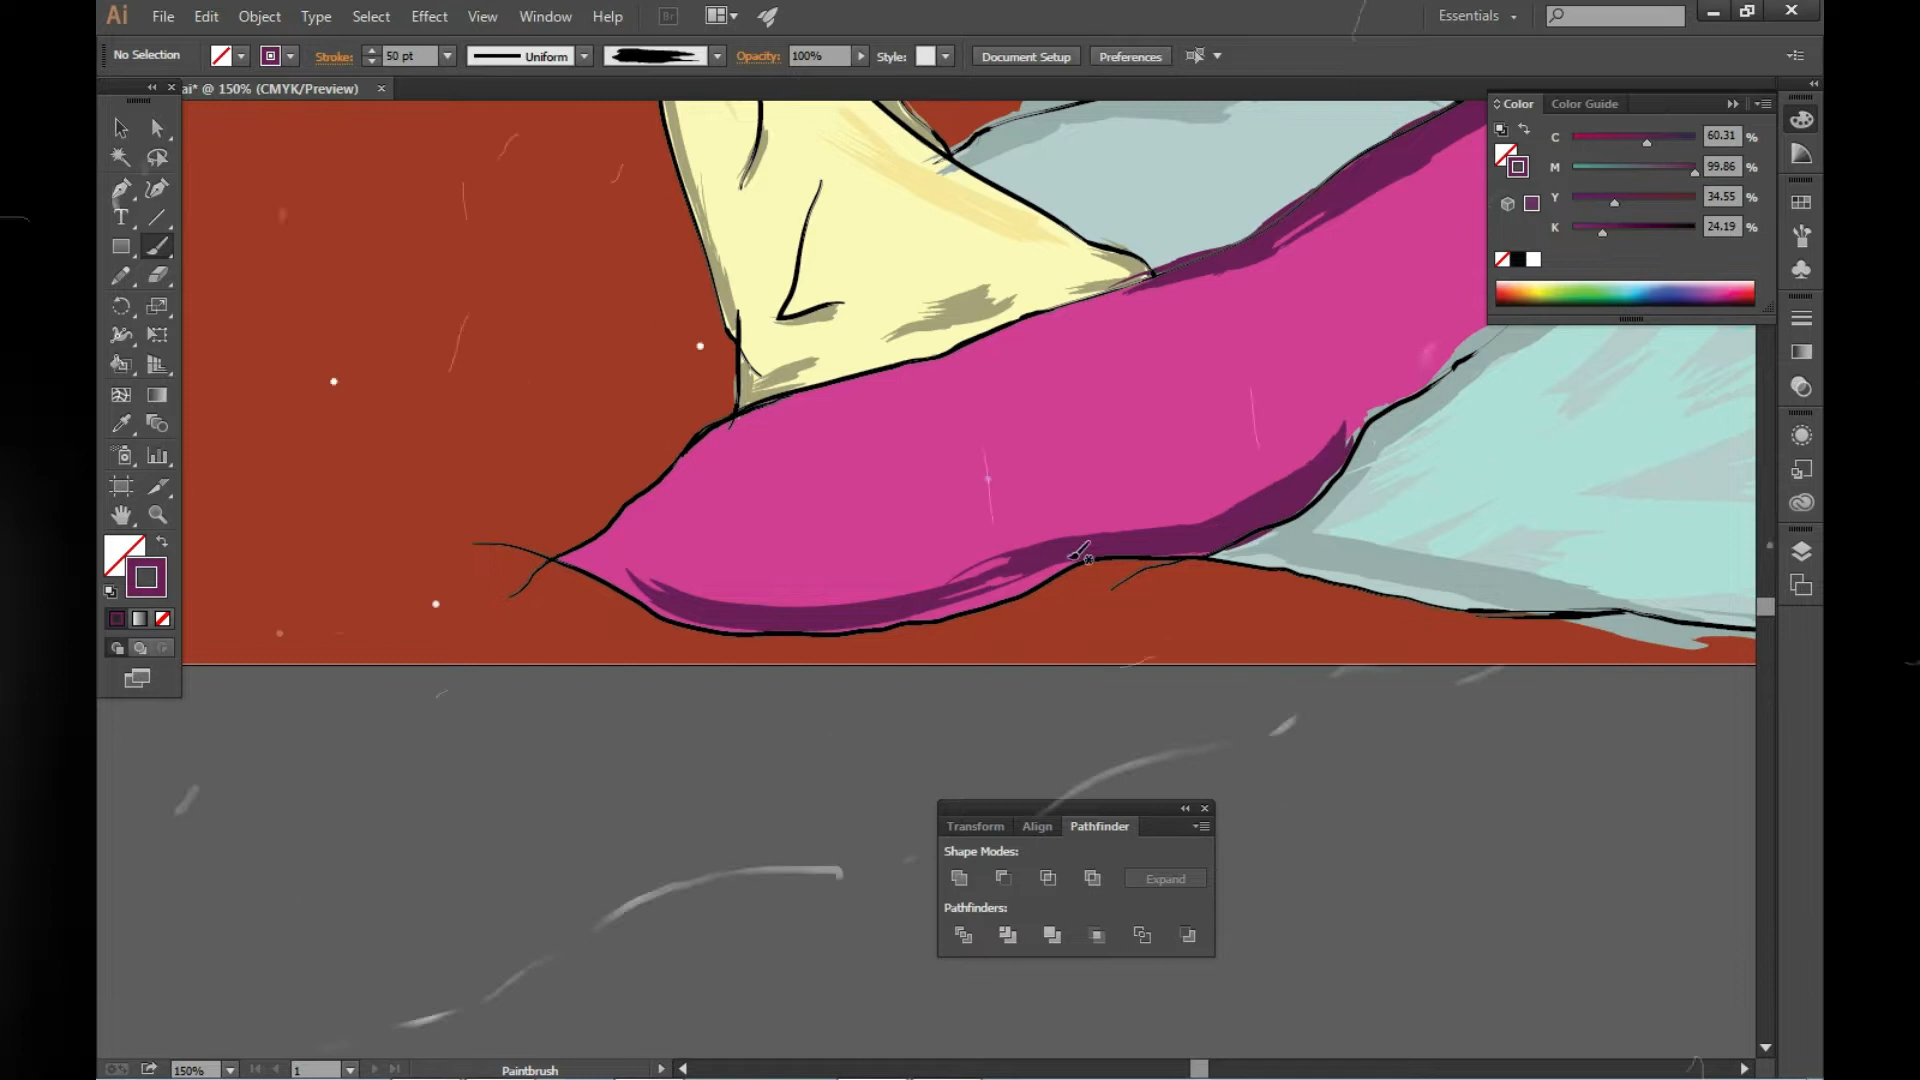 Ai File Edit Object Type Select Effect View Window Help Br Essentials
No Selection Stroke: 50 pt Uniform Opacity: 100% Style: Document Setup Preferences
ai* @ 150% (CMYK/Preview)
Color Color Guide
C 60.31 %
M 99.86 %
Y 34.55 %
K 24.19 %
T
Transform Align Pathfinder
Shape Modes:
Expand
Pathfinders:
150% 1 Paintbrush